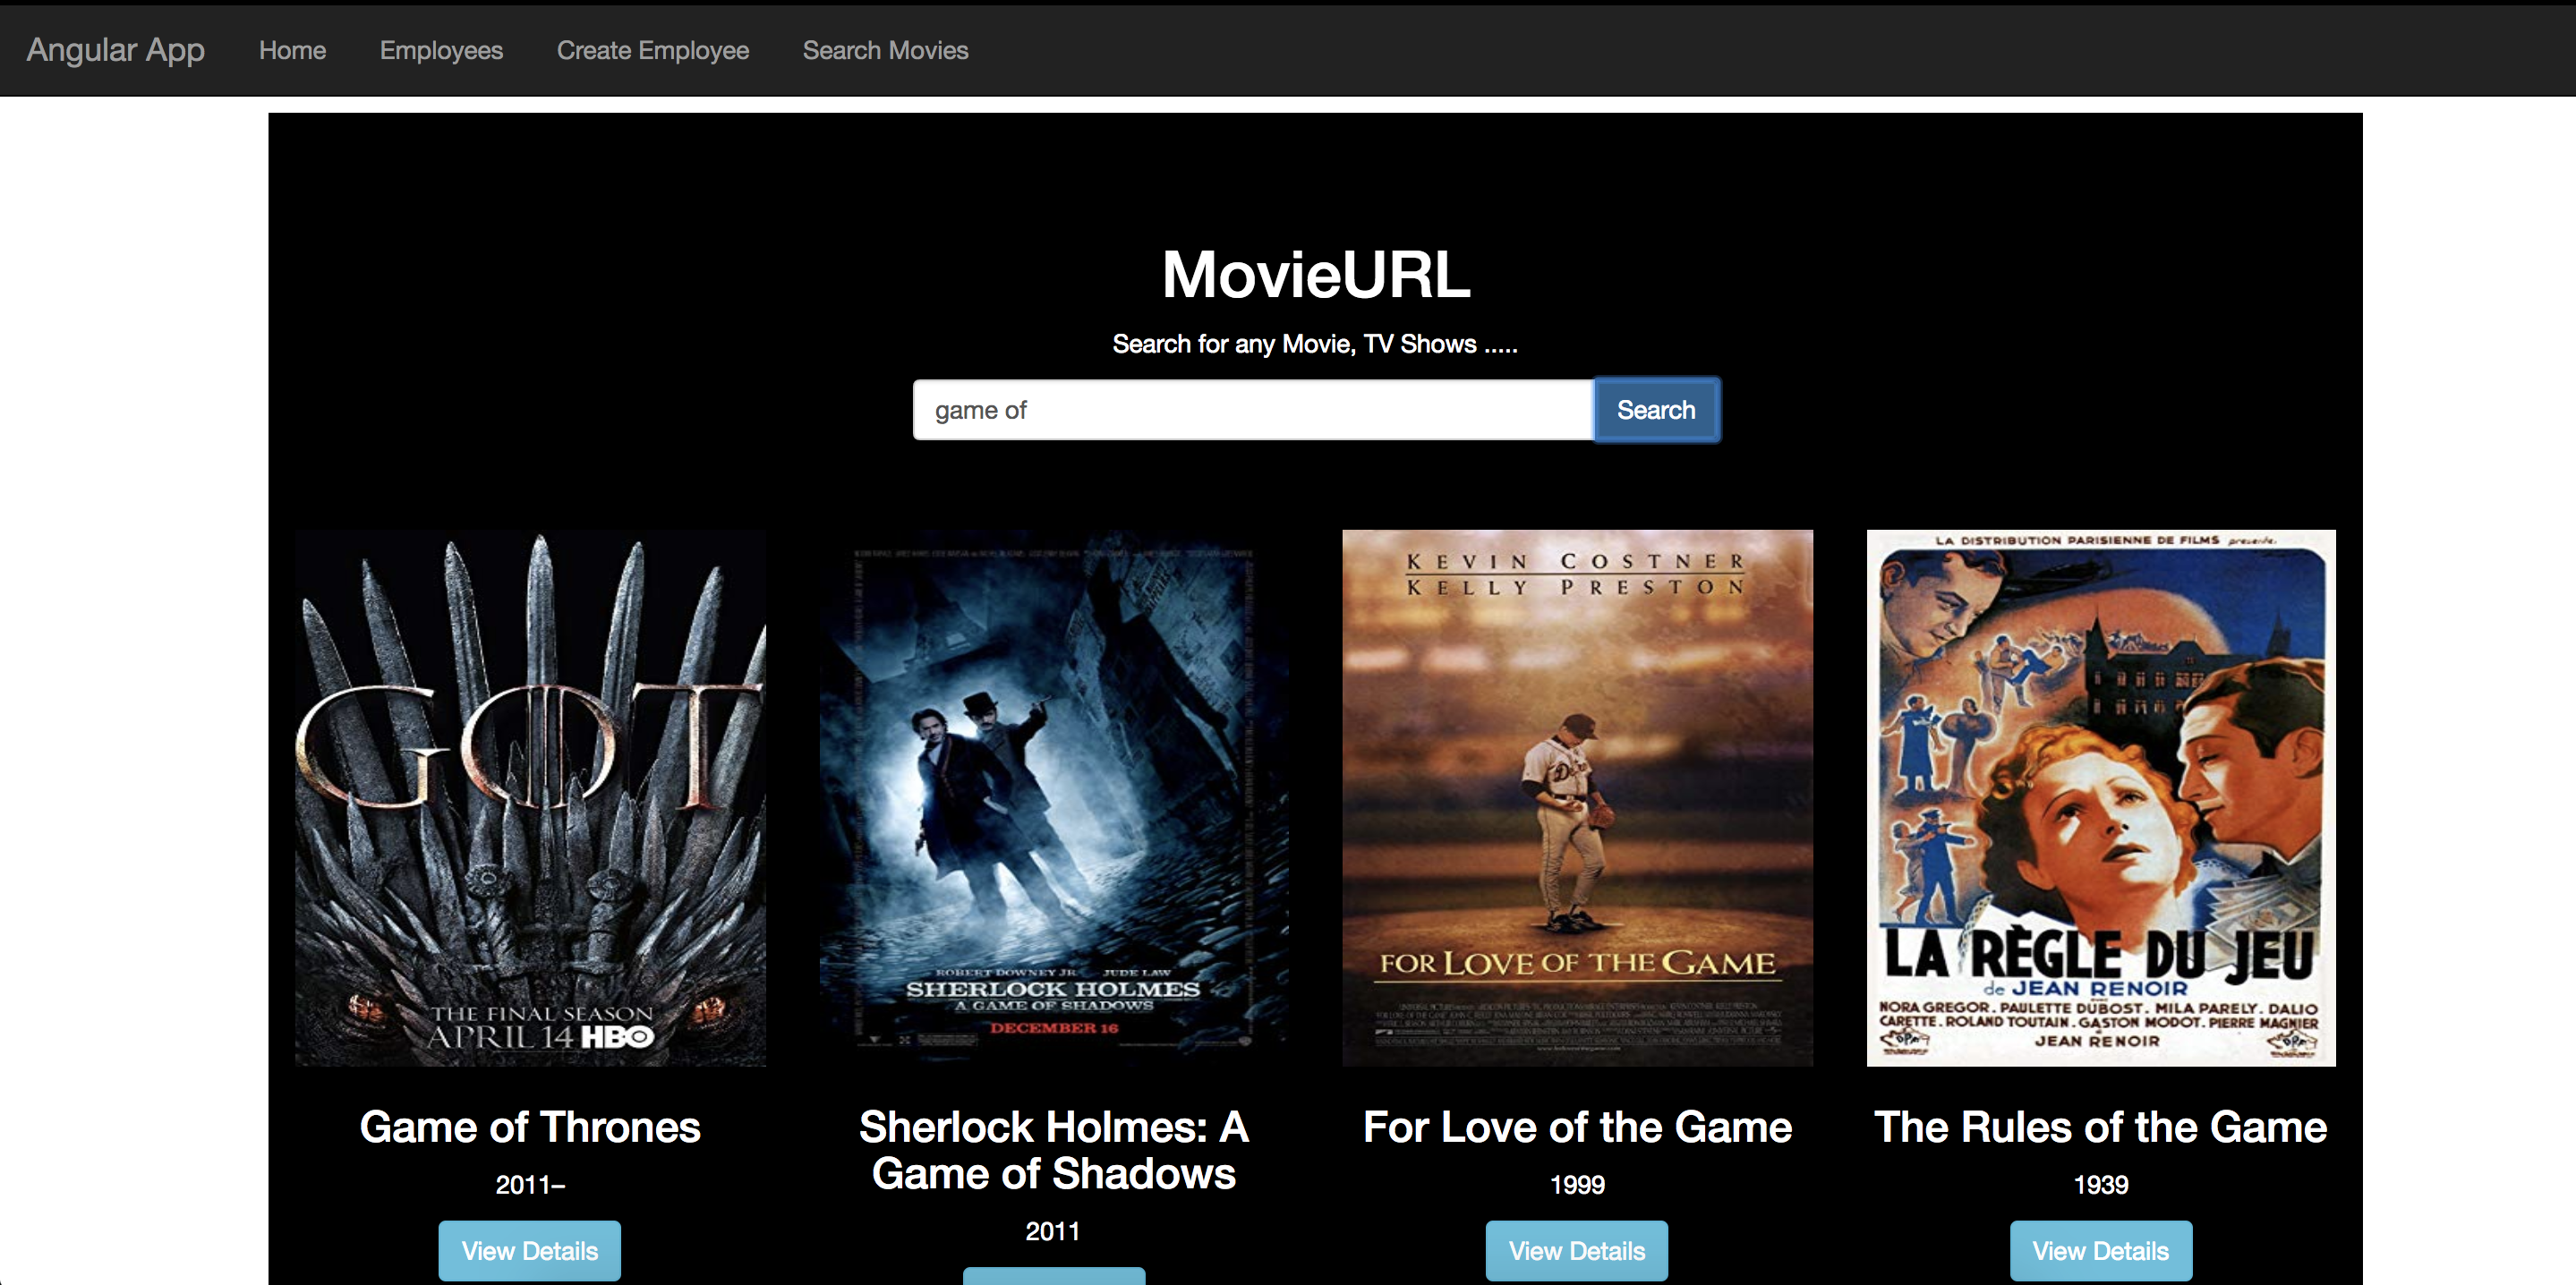 Angular App Home Employees Create Employee Search Movies
MovieURL
Search for any Movie, TV Shows .....
game of Search
GOT
THE FINAL SEASON
APRIL 14 HBO
ROBERT DOWNEY JR JUDE LAW
SHERLOCK HOLMES
A GAME OF SHADOWS
DECEMBER 16
KEVIN COSTNER
KELLY PRESTON
FOR LOVE OF THE GAME
LA DISTRIBUTION PARISIENNE DE FILMS présente.
LA RÈGLE DU JEU
de JEAN RENOIR
NORA GREGOR. PAULETTE DUBOST. MILA PARELY. DALIO
CARETTE. ROLAND TOUTAIN. GASTON MODOT. PIERRE MAGNIER
JEAN RENOIR
Game of Thrones
2011–
View Details
Sherlock Holmes: A
Game of Shadows
2011
For Love of the Game
1999
View Details
The Rules of the Game
1939
View Details